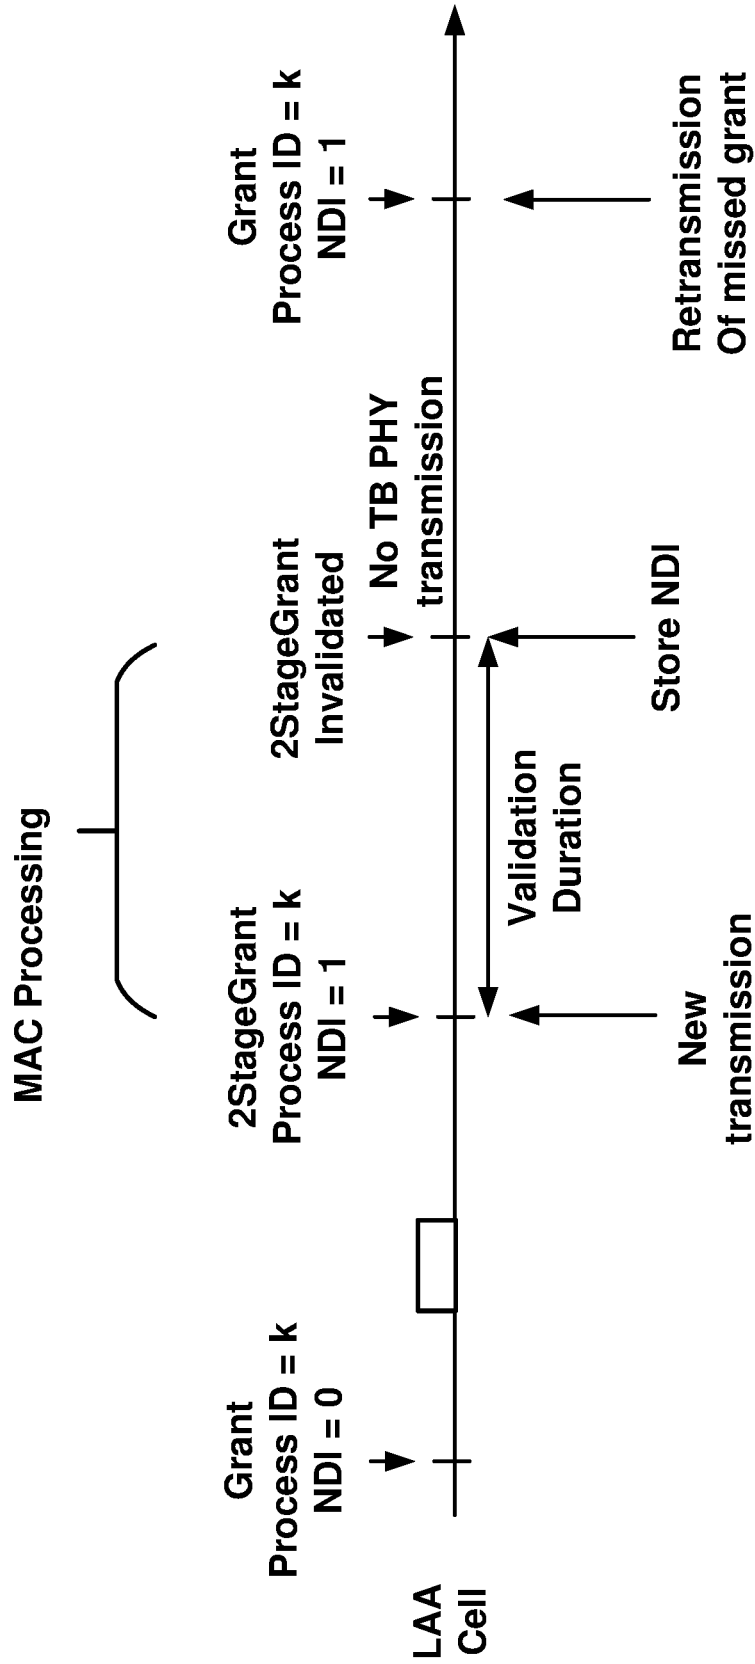 MAC Processing
Grant
Process ID = k
NDI = 0
2StageGrant
Process ID = k
NDI = 1
2StageGrant
Invalidated
No TB PHY
transmission
Grant
Process ID = k
NDI = 1
LAA
Cell
Validation
Duration
New
transmission
Store NDI
Retransmission
Of missed grant